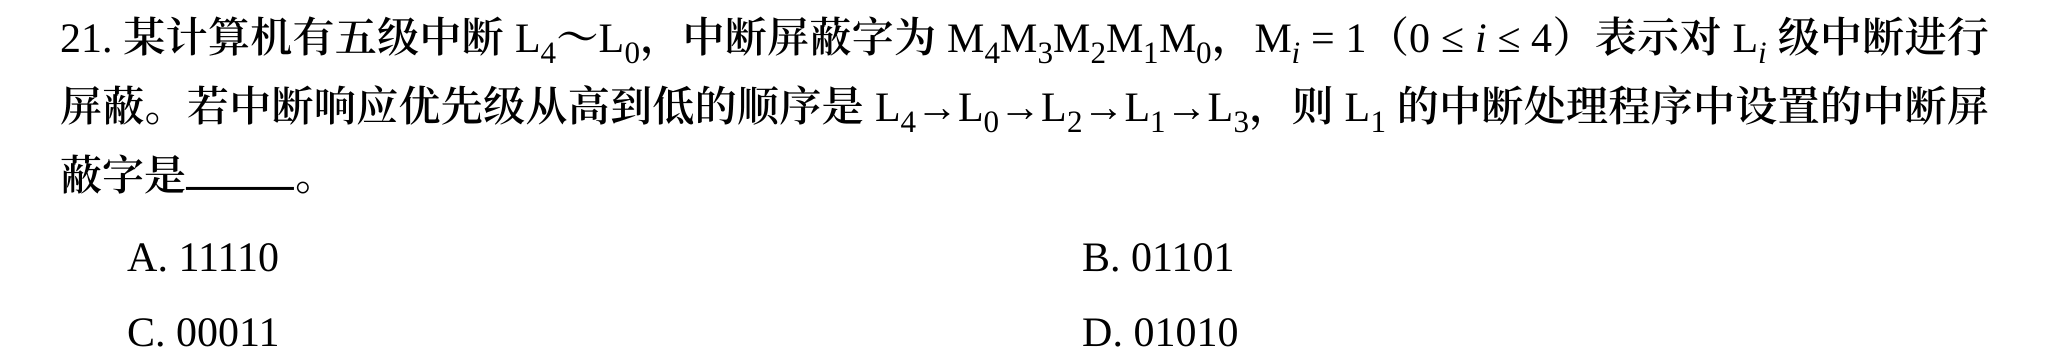 21. 某计算机有五级中断 L₄～L₀，中断屏蔽字为 M₄M₃M₂M₁M₀，Mᵢ = 1（0 ≤ i ≤ 4）表示对 Lᵢ 级中断进行
屏蔽。若中断响应优先级从高到低的顺序是 L₄→L₀→L₂→L₁→L₃，则 L₁ 的中断处理程序中设置的中断屏
蔽字是_____。
A. 11110 B. 01101
C. 00011 D. 01010